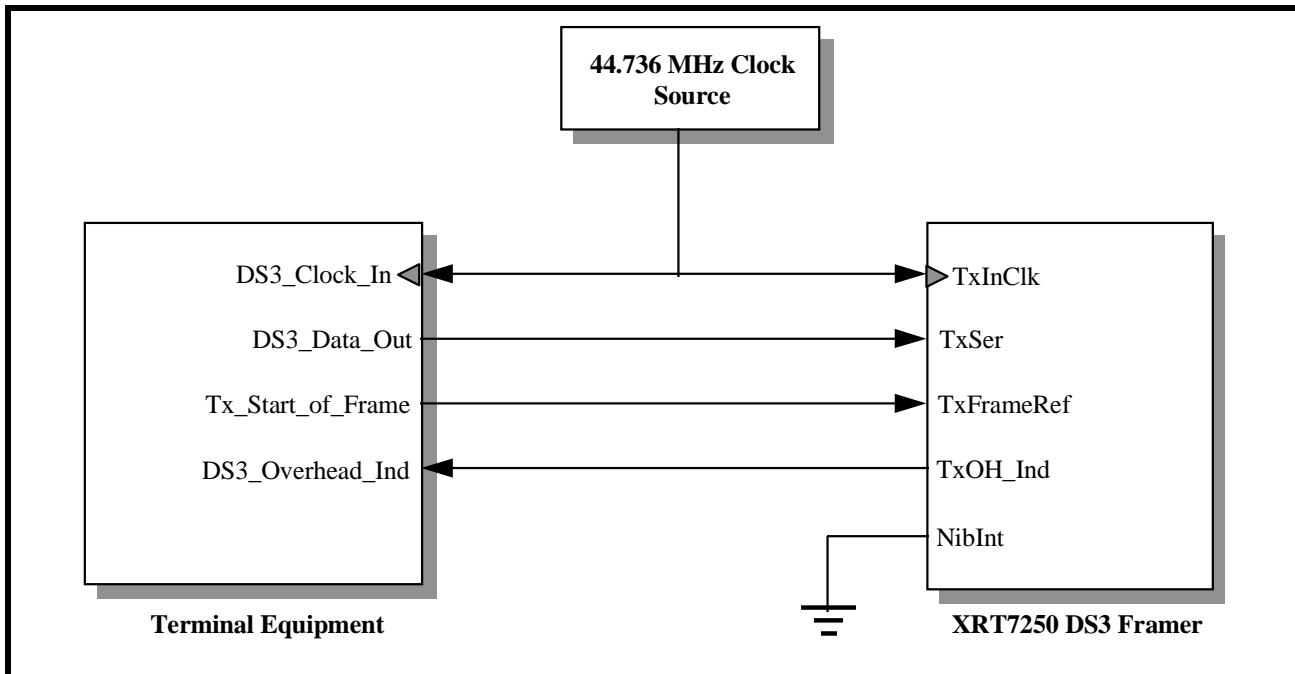 44.736 MHz Clock
Source
DS3_Clock_In
TxInClk
DS3_Data_Out
TxSer
Tx_Start_of_Frame
TxFrameRef
DS3_Overhead_Ind
TxOH_Ind
NibInt
Terminal Equipment
XRT7250 DS3 Framer